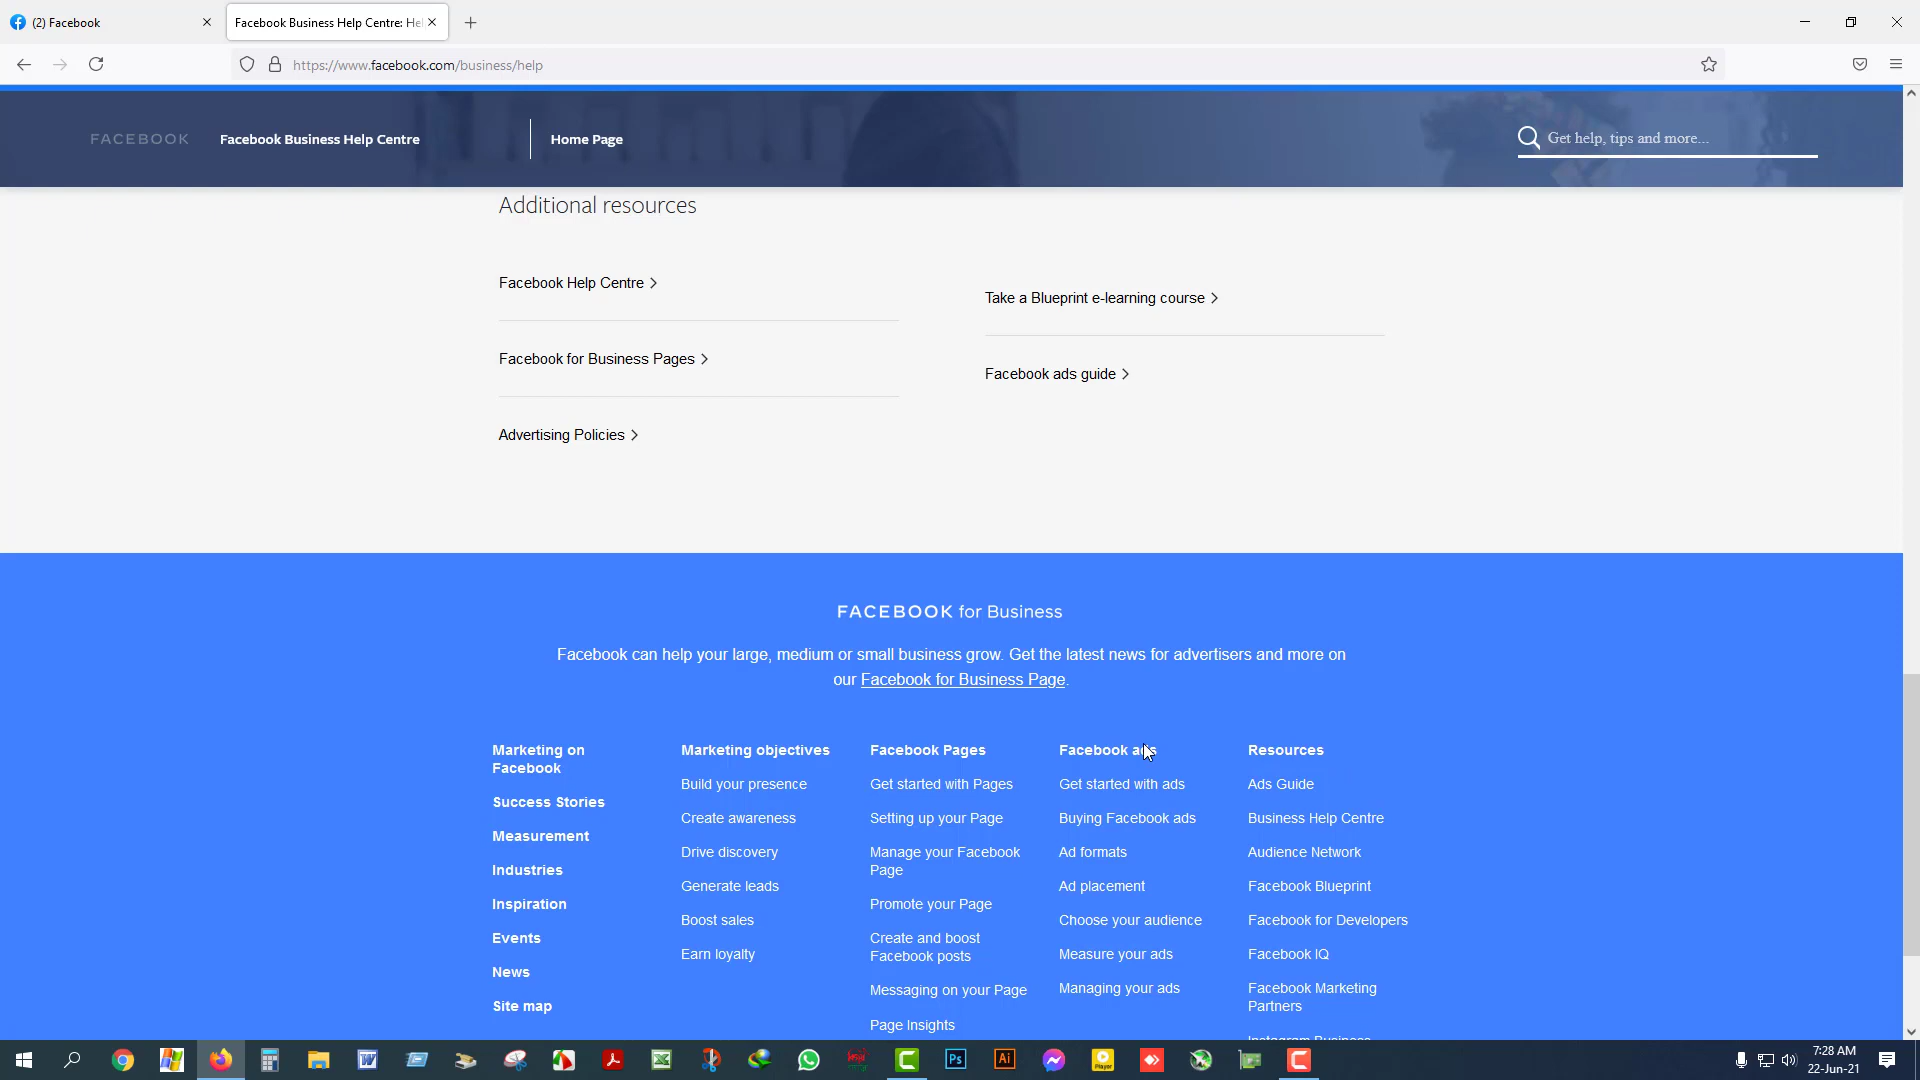 (2) Facebook
Facebook Business Help Centre: He
https://www.facebook.com/business/help
FACEBOOK
Facebook Business Help Centre
Home Page
Get help, tips and more...
Additional resources
Facebook Help Centre
Facebook for Business Pages
Advertising Policies
Take a Blueprint e-learning course
Facebook ads guide
FACEBOOK for Business
Facebook can help your large, medium or small business grow. Get the latest news for advertisers and more on
our Facebook for Business Page.
Marketing on
Facebook
Success Stories
Measurement
Industries
Inspiration
Events
News
Site map
Marketing objectives
Build your presence
Create awareness
Drive discovery
Generate leads
Boost sales
Earn loyalty
Facebook Pages
Get started with Pages
Setting up your Page
Manage your Facebook
Page
Promote your Page
Create and boost
Facebook posts
Messaging on your Page
Page Insights
Facebook ads
Get started with ads
Buying Facebook ads
Ad formats
Ad placement
Choose your audience
Measure your ads
Managing your ads
Resources
Ads Guide
Business Help Centre
Audience Network
Facebook Blueprint
Facebook for Developers
Facebook IQ
Facebook Marketing
Partners
Instagram Business
Ps
Ai
Player
7:28 AM
22-Jun-21